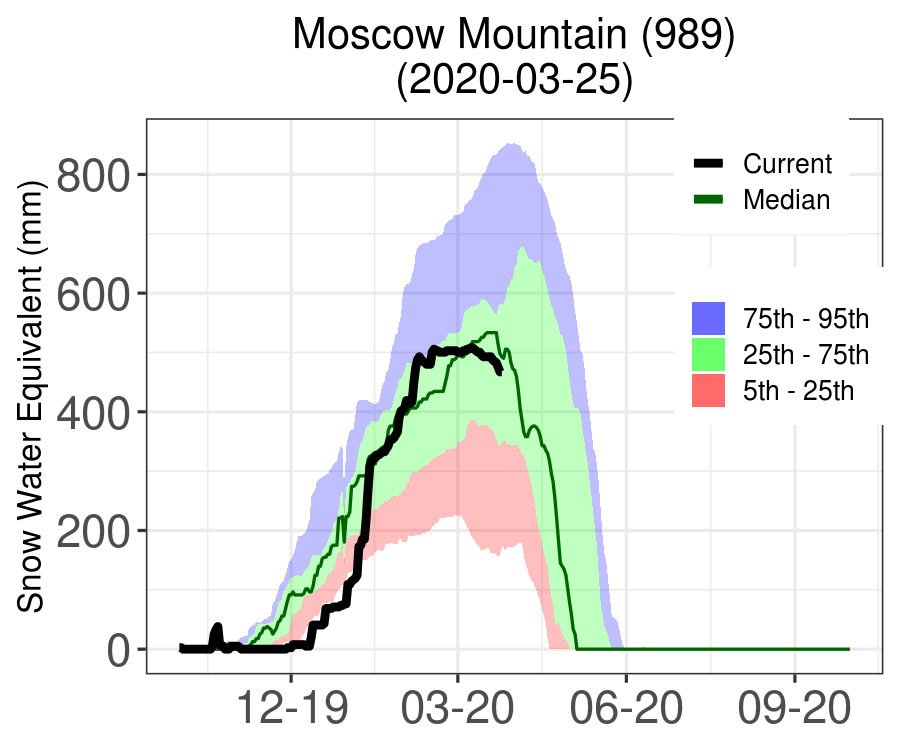 Moscow Mountain (989)
(2020-03-25)
Snow Water Equivalent (mm)
800
600
400
200
0
12-19
03-20
06-20
09-20
Current
Median
75th - 95th
25th - 75th
5th - 25th